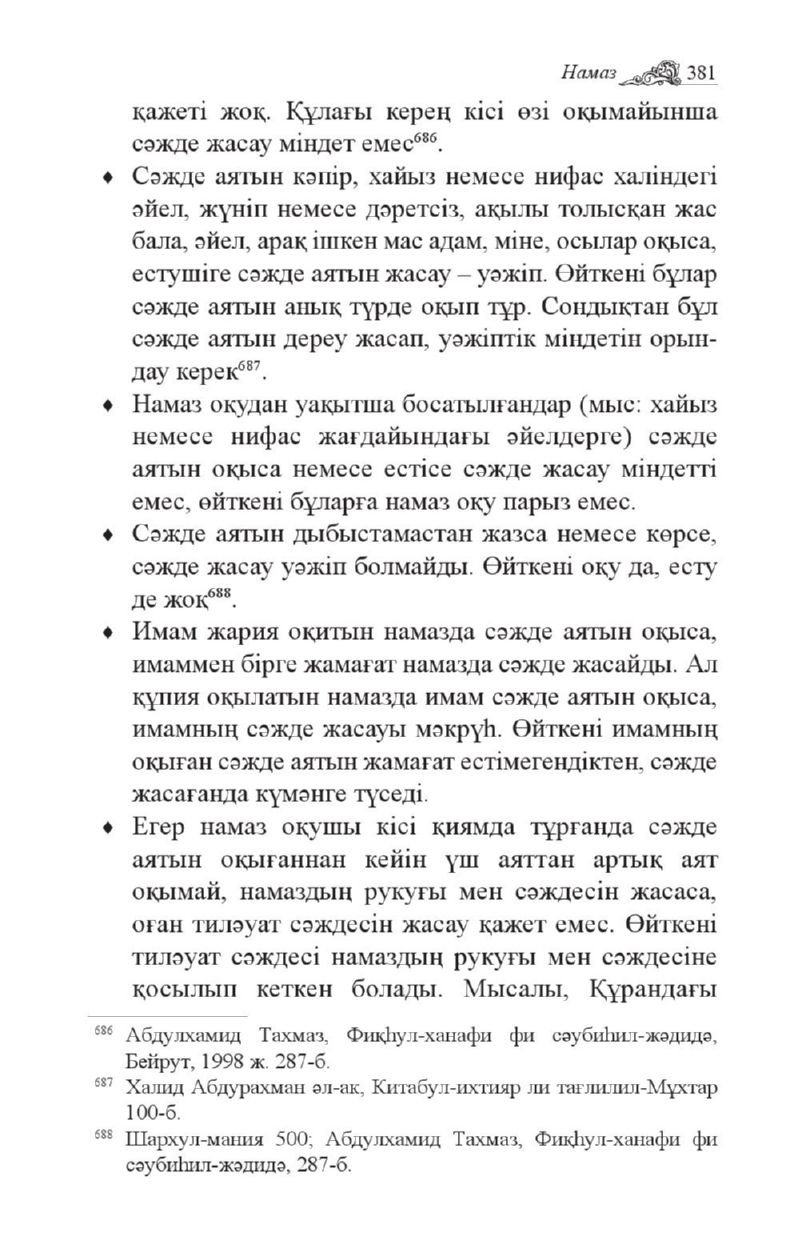 Намаз 381
қажеті жоқ. Құлағы керең кісі өзі оқымайынша
сәжде жасау міндет емес⁶⁸⁶.
♦ Сәжде аятын кәпір, хайыз немесе нифас халіндегі
әйел, жүніп немесе дәретсіз, ақылы толысқан жас
бала, әйел, арақ ішкен мас адам, міне, осылар оқыса,
естушіге сәжде аятын жасау – уәжіп. Өйткені бұлар
сәжде аятын анық түрде оқып тұр. Сондықтан бұл
сәжде аятын дереу жасап, уәжіптік міндетін орын-
дау керек⁶⁸⁷.
♦ Намаз оқудан уақытша босатылғандар (мыс: хайыз
немесе нифас жағдайындағы әйелдерге) сәжде
аятын оқыса немесе естісе сәжде жасау міндетті
емес, өйткені бұларға намаз оқу парыз емес.
♦ Сәжде аятын дыбыстамастан жазса немесе көрсе,
сәжде жасау уәжіп болмайды. Өйткені оқу да, есту
де жоқ⁶⁸⁸.
♦ Имам жария оқитын намазда сәжде аятын оқыса,
имаммен бірге жамағат намазда сәжде жасайды. Ал
құпия оқылатын намазда имам сәжде аятын оқыса,
имамның сәжде жасауы мәкрүһ. Өйткені имамның
оқыған сәжде аятын жамағат естімегендіктен, сәжде
жасағанда күмәнге түседі.
♦ Егер намаз оқушы кісі қиямда тұрғанда сәжде
аятын оқығаннан кейін үш аяттан артық аят
оқымай, намаздың рукуғы мен сәждесін жасаса,
оған тиләуат сәждесін жасау қажет емес. Өйткені
тиләуат сәждесі намаздың рукуғы мен сәждесіне
қосылып кеткен болады. Мысалы, Құрандағы
⁶⁸⁶ Абдулхамид Тахмаз, Фиқһул-ханафи фи сәубиһил-жәдидә,
Бейрут, 1998 ж. 287-б.
⁶⁸⁷ Халид Абдурахман әл-ак, Китабул-ихтияр ли тағлилил-Мұхтар
100-б.
⁶⁸⁸ Шархул-мания 500; Абдулхамид Тахмаз, Фиқһул-ханафи фи
сәубиһил-жәдидә, 287-б.